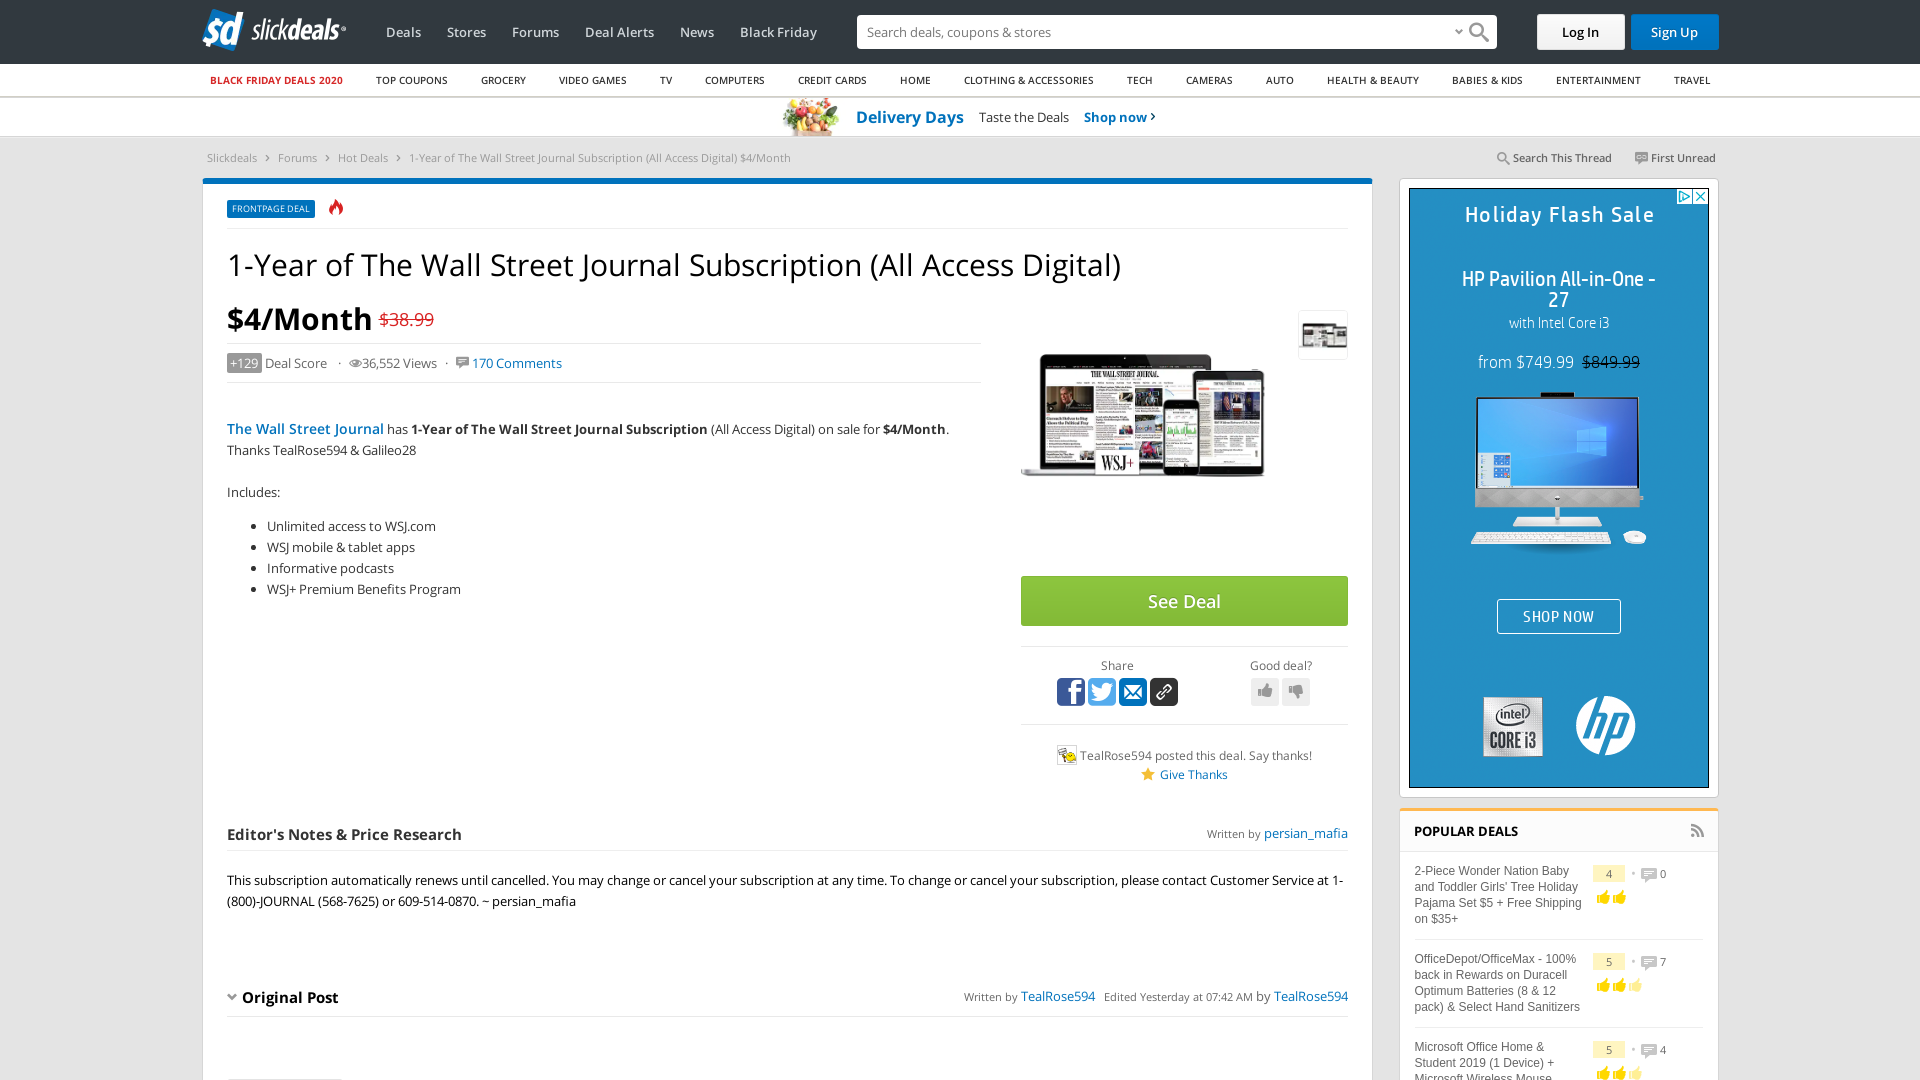 slickdeals
Deals Stores Forums Deal Alerts News Black Friday
Search deals, coupons & stores
Log In Sign Up
BLACK FRIDAY DEALS 2020 TOP COUPONS GROCERY VIDEO GAMES TV COMPUTERS CREDIT CARDS HOME CLOTHING & ACCESSORIES TECH CAMERAS AUTO HEALTH & BEAUTY BABIES & KIDS ENTERTAINMENT TRAVEL
Delivery Days Taste the Deals Shop now
Slickdeals Forums Hot Deals 1-Year of The Wall Street Journal Subscription (All Access Digital) $4/Month
Search This Thread First Unread
FRONTPAGE DEAL
1-Year of The Wall Street Journal Subscription (All Access Digital)
$4/Month $38.99
+129 Deal Score · 36,552 Views · 170 Comments
The Wall Street Journal has 1-Year of The Wall Street Journal Subscription (All Access Digital) on sale for $4/Month.
Thanks TealRose594 & Galileo28
Includes:
Unlimited access to WSJ.com
WSJ mobile & tablet apps
Informative podcasts
WSJ+ Premium Benefits Program
THE WALL STREET JOURNAL
WSJ+
See Deal
Share Good deal?
TealRose594 posted this deal. Say thanks!
Give Thanks
Editor's Notes & Price Research
Written by persian_mafia
This subscription automatically renews until cancelled. You may change or cancel your subscription at any time. To change or cancel your subscription, please contact Customer Service at 1-
(800)-JOURNAL (568-7625) or 609-514-0870. ~ persian_mafia
Original Post
Written by TealRose594 Edited Yesterday at 07:42 AM by TealRose594
Holiday Flash Sale
HP Pavilion All-in-One -
27
with Intel Core i3
from $749.99 $849.99
SHOP NOW
intel
CORE i3
hp
POPULAR DEALS
2-Piece Wonder Nation Baby
and Toddler Girls' Tree Holiday
Pajama Set $5 + Free Shipping
on $35+
4 • 0
OfficeDepot/OfficeMax - 100%
back in Rewards on Duracell
Optimum Batteries (8 & 12
pack) & Select Hand Sanitizers
5 • 7
Microsoft Office Home &
Student 2019 (1 Device) +
Microsoft Wireless Mouse
5 • 4